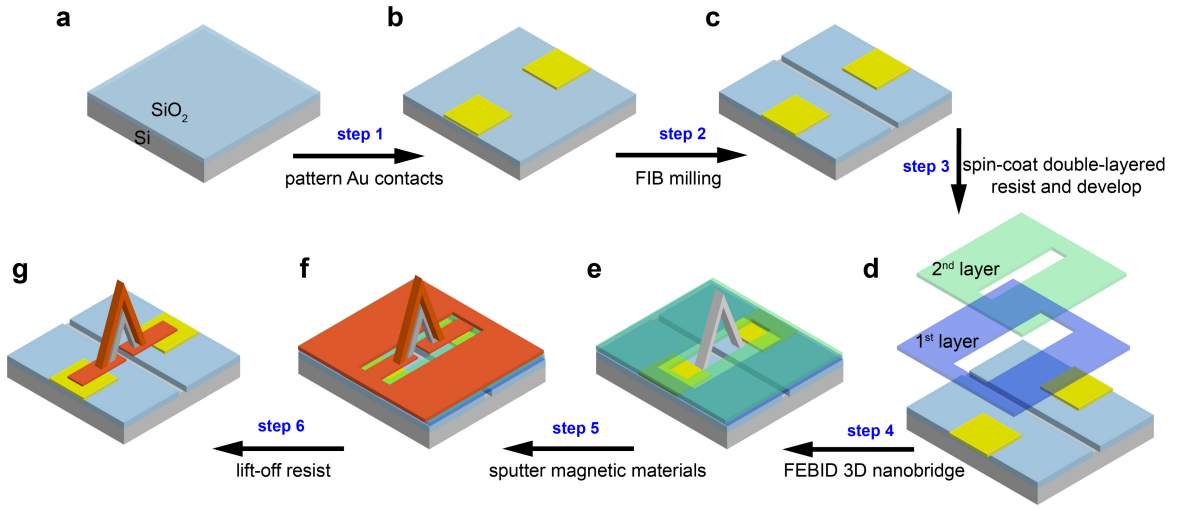 a
b
c
SiO2
Si
step 1
pattern Au contacts
step 2
FIB milling
step 3
spin-coat double-layered
resist and develop
g
f
e
d
2nd layer
1st layer
step 6
lift-off resist
step 5
sputter magnetic materials
step 4
FEBID 3D nanobridge